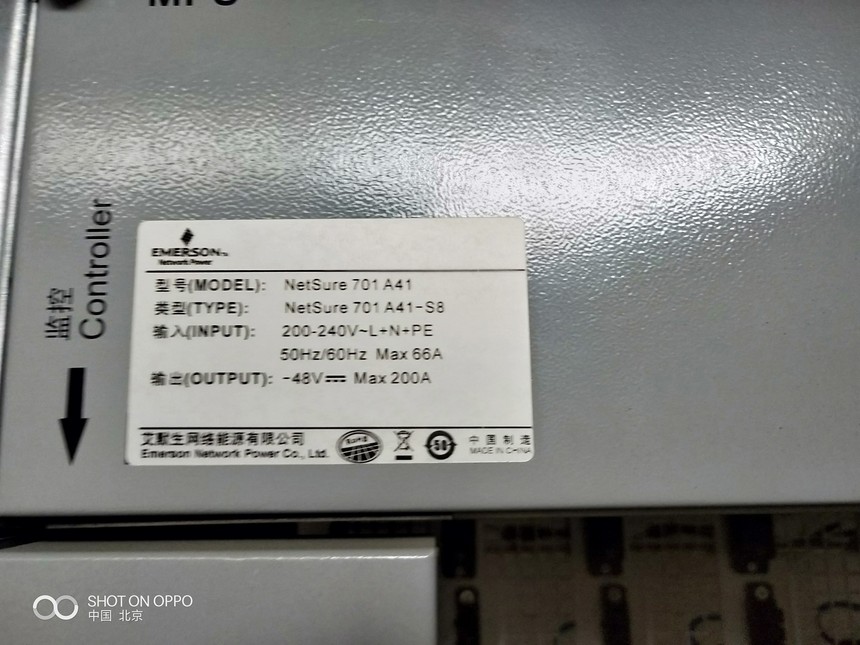 监控
Controller
EMERSON™
Network Power
型号(MODEL): NetSure 701 A41
类型(TYPE): NetSure 701 A41-S8
输入(INPUT): 200-240V~L+N+PE
50Hz/60Hz Max 66A
输出(OUTPUT): -48V⎓ Max 200A
艾默生网络能源有限公司
Emerson Network Power Co., Ltd.
RoHS
50
中国制造
MADE IN CHINA
SHOT ON OPPO
中国 北京